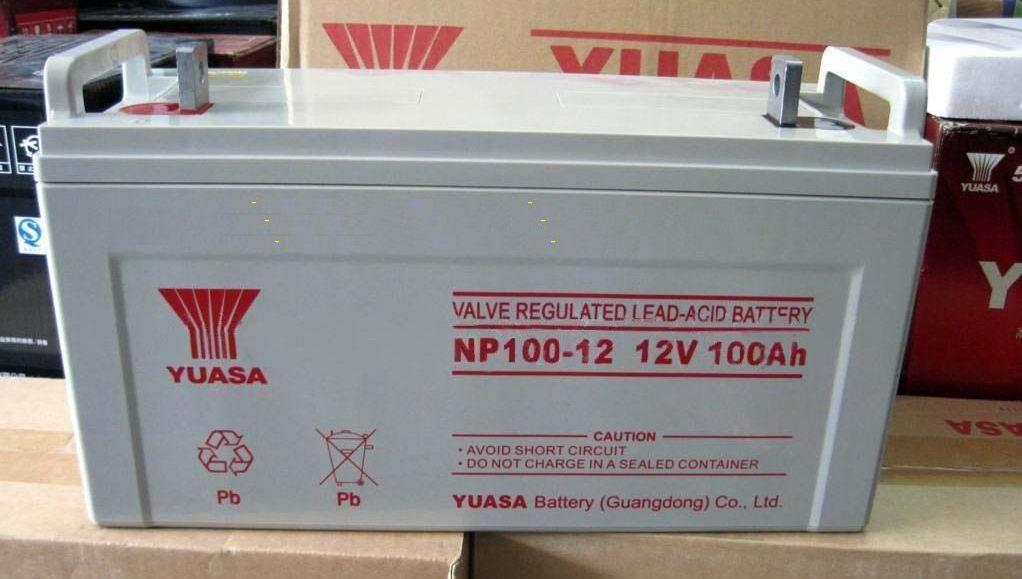 YUASA
YUASA
Y
YUASA
VALVE REGULATED LEAD-ACID BATTERY
NP100-12 12V 100Ah
CAUTION
• AVOID SHORT CIRCUIT
• DO NOT CHARGE IN A SEALED CONTAINER
YUASA Battery (Guangdong) Co., Ltd.
Pb
Pb
YUASA